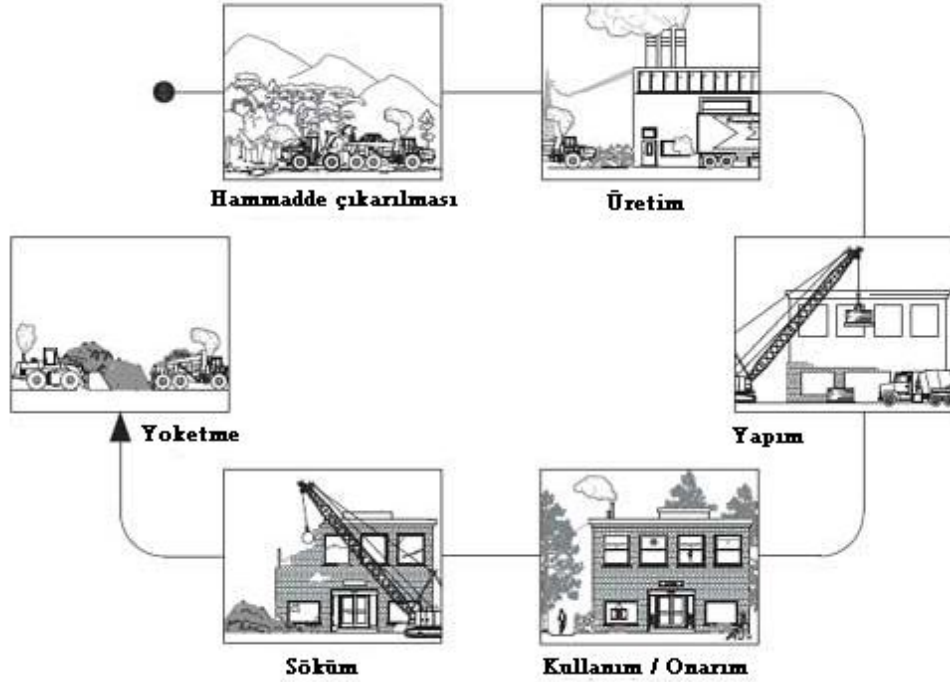 Hammadde çıkarılması
Üretim
Yapım
Kullanım / Onarım
Söküm
Yoketme